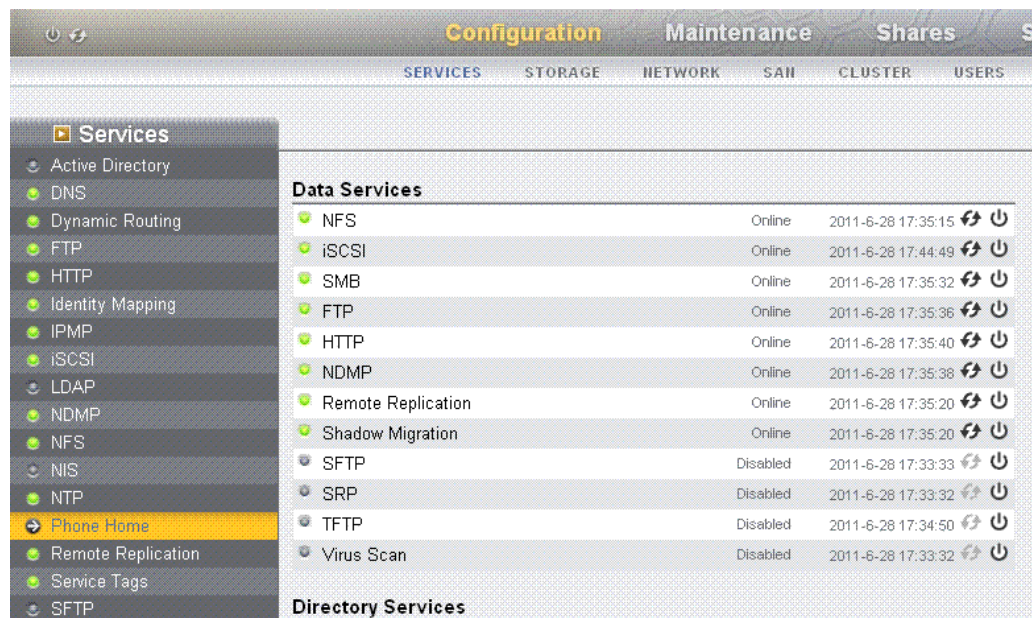 Configuration Maintenance Shares S
SERVICES STORAGE NETWORK SAN CLUSTER USERS
Services
Active Directory
DNS
Dynamic Routing
FTP
HTTP
Identity Mapping
IPMP
iSCSI
LDAP
NDMP
NFS
NIS
NTP
Phone Home
Remote Replication
Service Tags
SFTP
Data Services
NFS Online 2011-6-28 17:35:15
iSCSI Online 2011-6-28 17:44:49
SMB Online 2011-6-28 17:35:32
FTP Online 2011-6-28 17:35:36
HTTP Online 2011-6-28 17:35:40
NDMP Online 2011-6-28 17:35:38
Remote Replication Online 2011-6-28 17:35:20
Shadow Migration Online 2011-6-28 17:35:20
SFTP Disabled 2011-6-28 17:33:33
SRP Disabled 2011-6-28 17:33:32
TFTP Disabled 2011-6-28 17:34:50
Virus Scan Disabled 2011-6-28 17:33:32
Directory Services